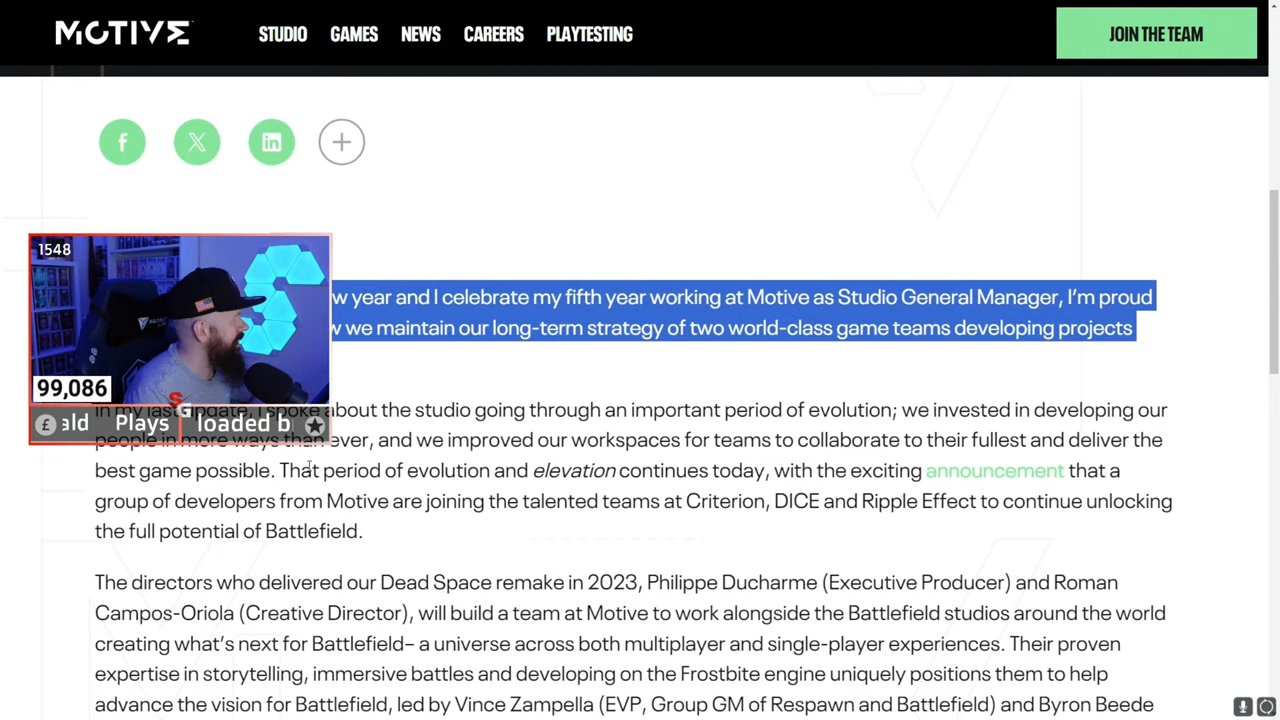 MOTIVE
STUDIO GAMES NEWS CAREERS PLAYTESTING
JOIN THE TEAM
1548
w year and I celebrate my fifth year working at Motive as Studio General Manager, I'm proud
w we maintain our long-term strategy of two world-class game teams developing projects
99,086
ald Plays loaded b
In my last update, I spoke about the studio going through an important period of evolution; we invested in developing our
people in more ways than ever, and we improved our workspaces for teams to collaborate to their fullest and deliver the
best game possible. That period of evolution and elevation continues today, with the exciting announcement that a
group of developers from Motive are joining the talented teams at Criterion, DICE and Ripple Effect to continue unlocking
the full potential of Battlefield.
The directors who delivered our Dead Space remake in 2023, Philippe Ducharme (Executive Producer) and Roman
Campos-Oriola (Creative Director), will build a team at Motive to work alongside the Battlefield studios around the world
creating what's next for Battlefield– a universe across both multiplayer and single-player experiences. Their proven
expertise in storytelling, immersive battles and developing on the Frostbite engine uniquely positions them to help
advance the vision for Battlefield, led by Vince Zampella (EVP, Group GM of Respawn and Battlefield) and Byron Beede